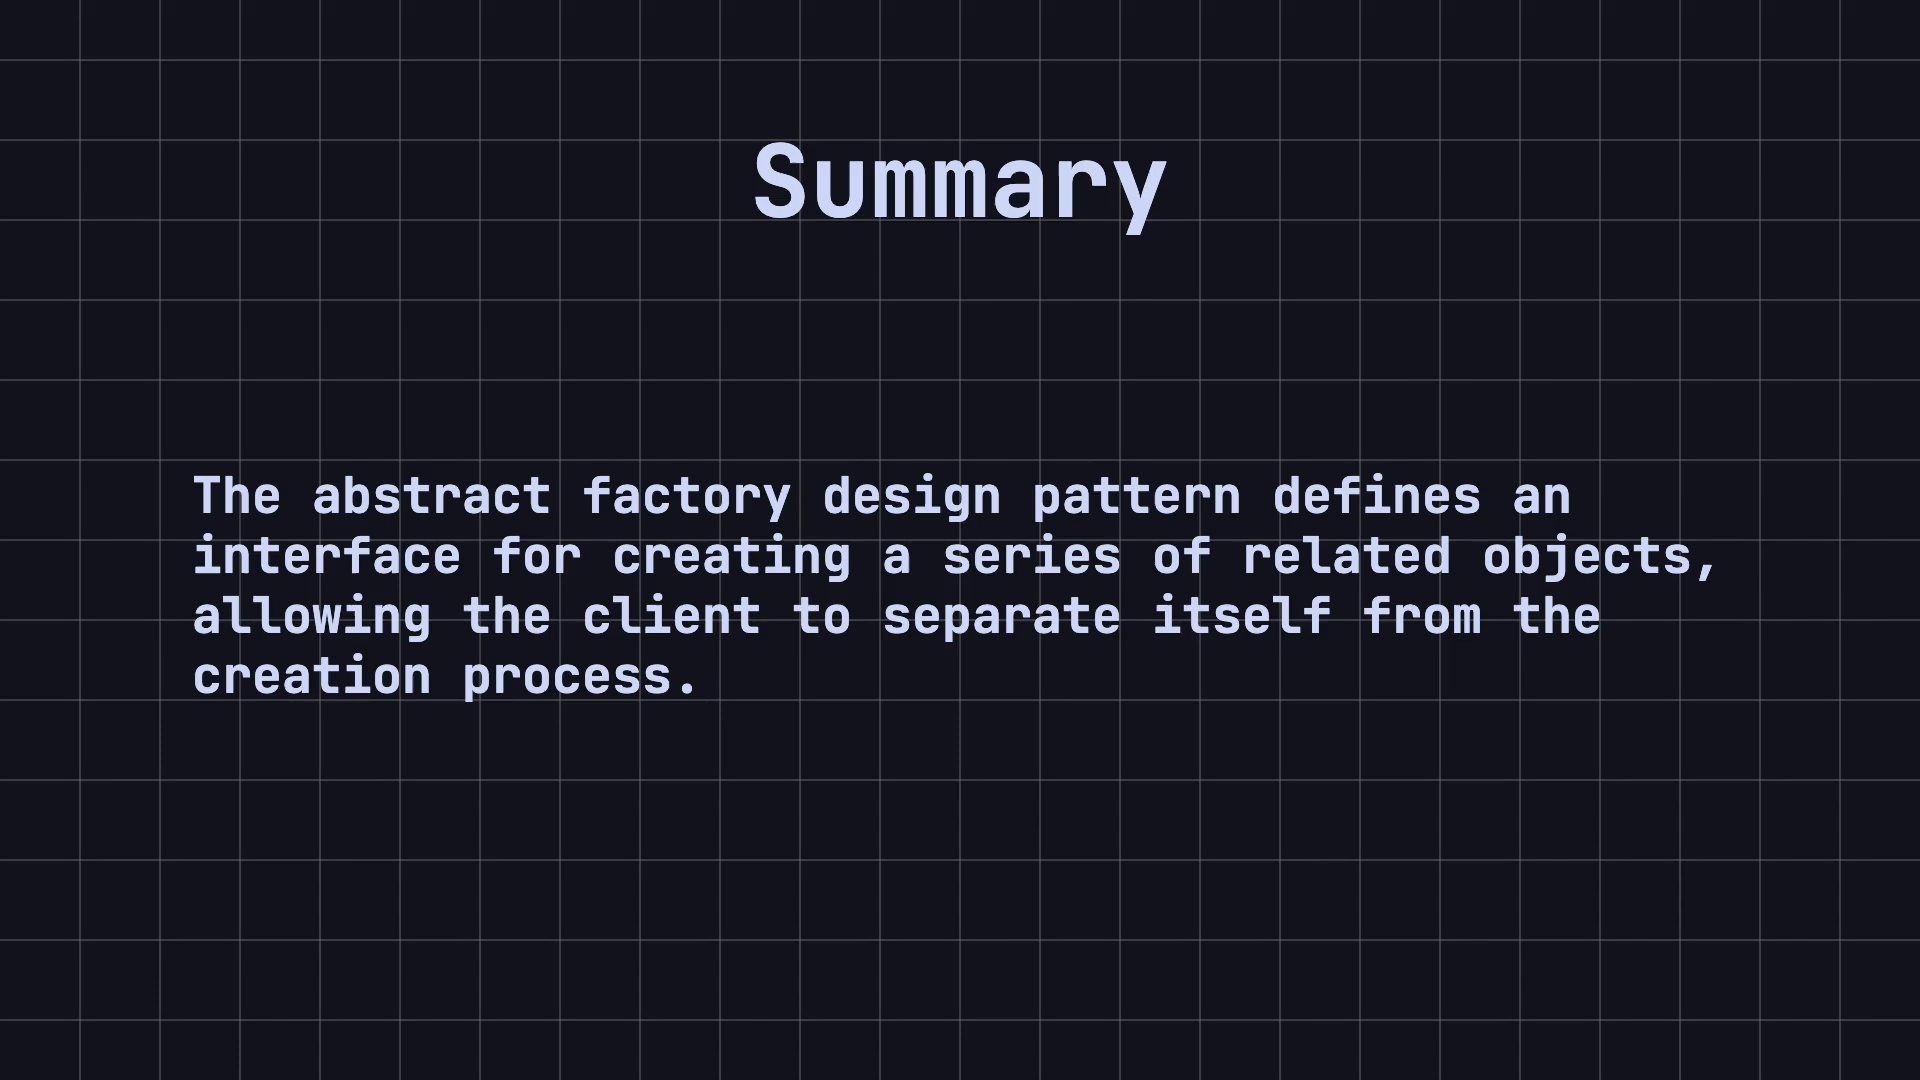 Summary
The abstract factory design pattern defines an
interface for creating a series of related objects,
allowing the client to separate itself from the
creation process.